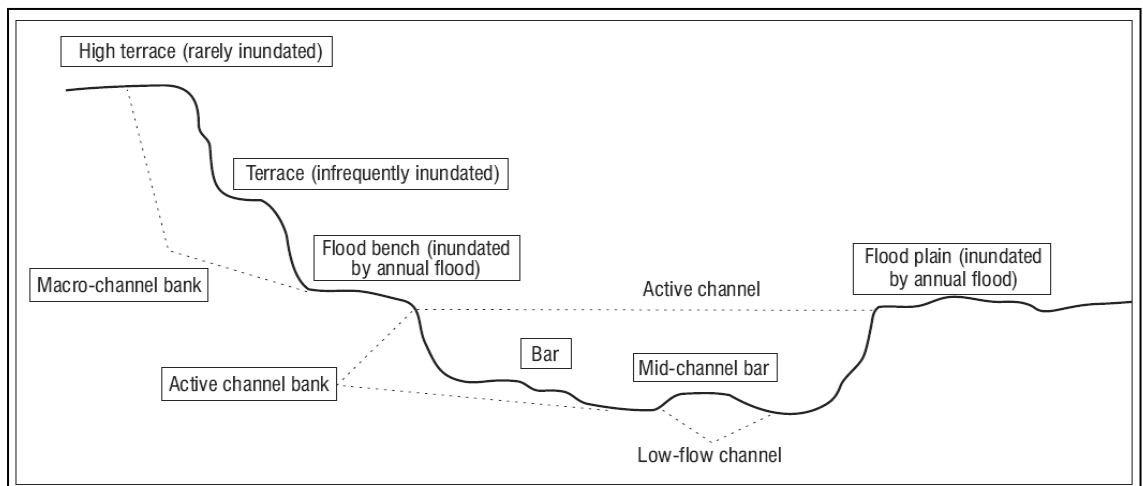 High terrace (rarely inundated)
Terrace (infrequently inundated)
Flood bench (inundated
by annual flood)
Flood plain (inundated
by annual flood)
Macro-channel bank
Active channel
Bar
Mid-channel bar
Active channel bank
Low-flow channel